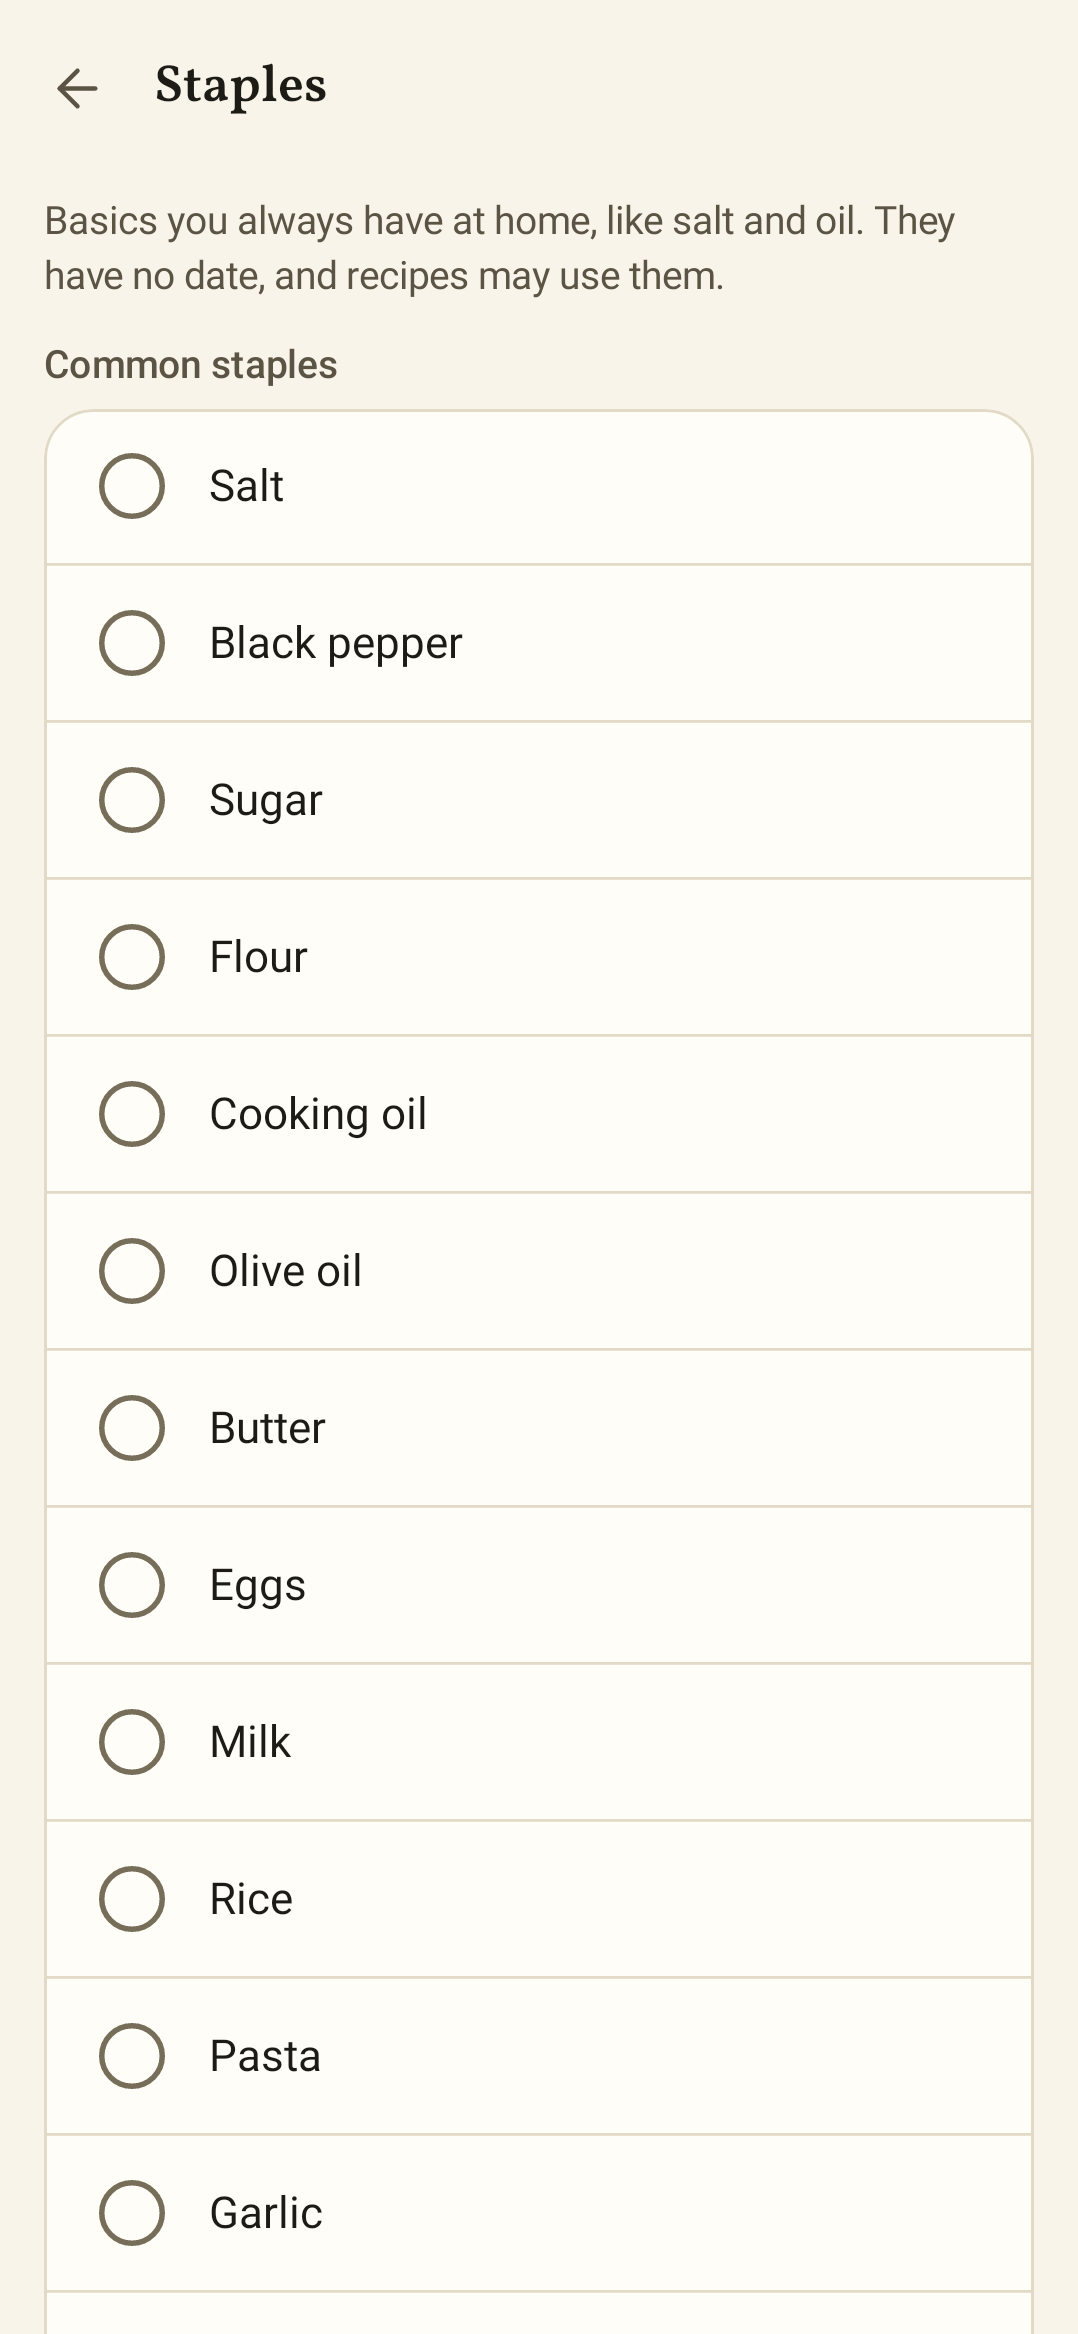 Staples
Basics you always have at home, like salt and oil. They
have no date, and recipes may use them.
Common staples
Salt
Black pepper
Sugar
Flour
Cooking oil
Olive oil
Butter
Eggs
Milk
Rice
Pasta
Garlic